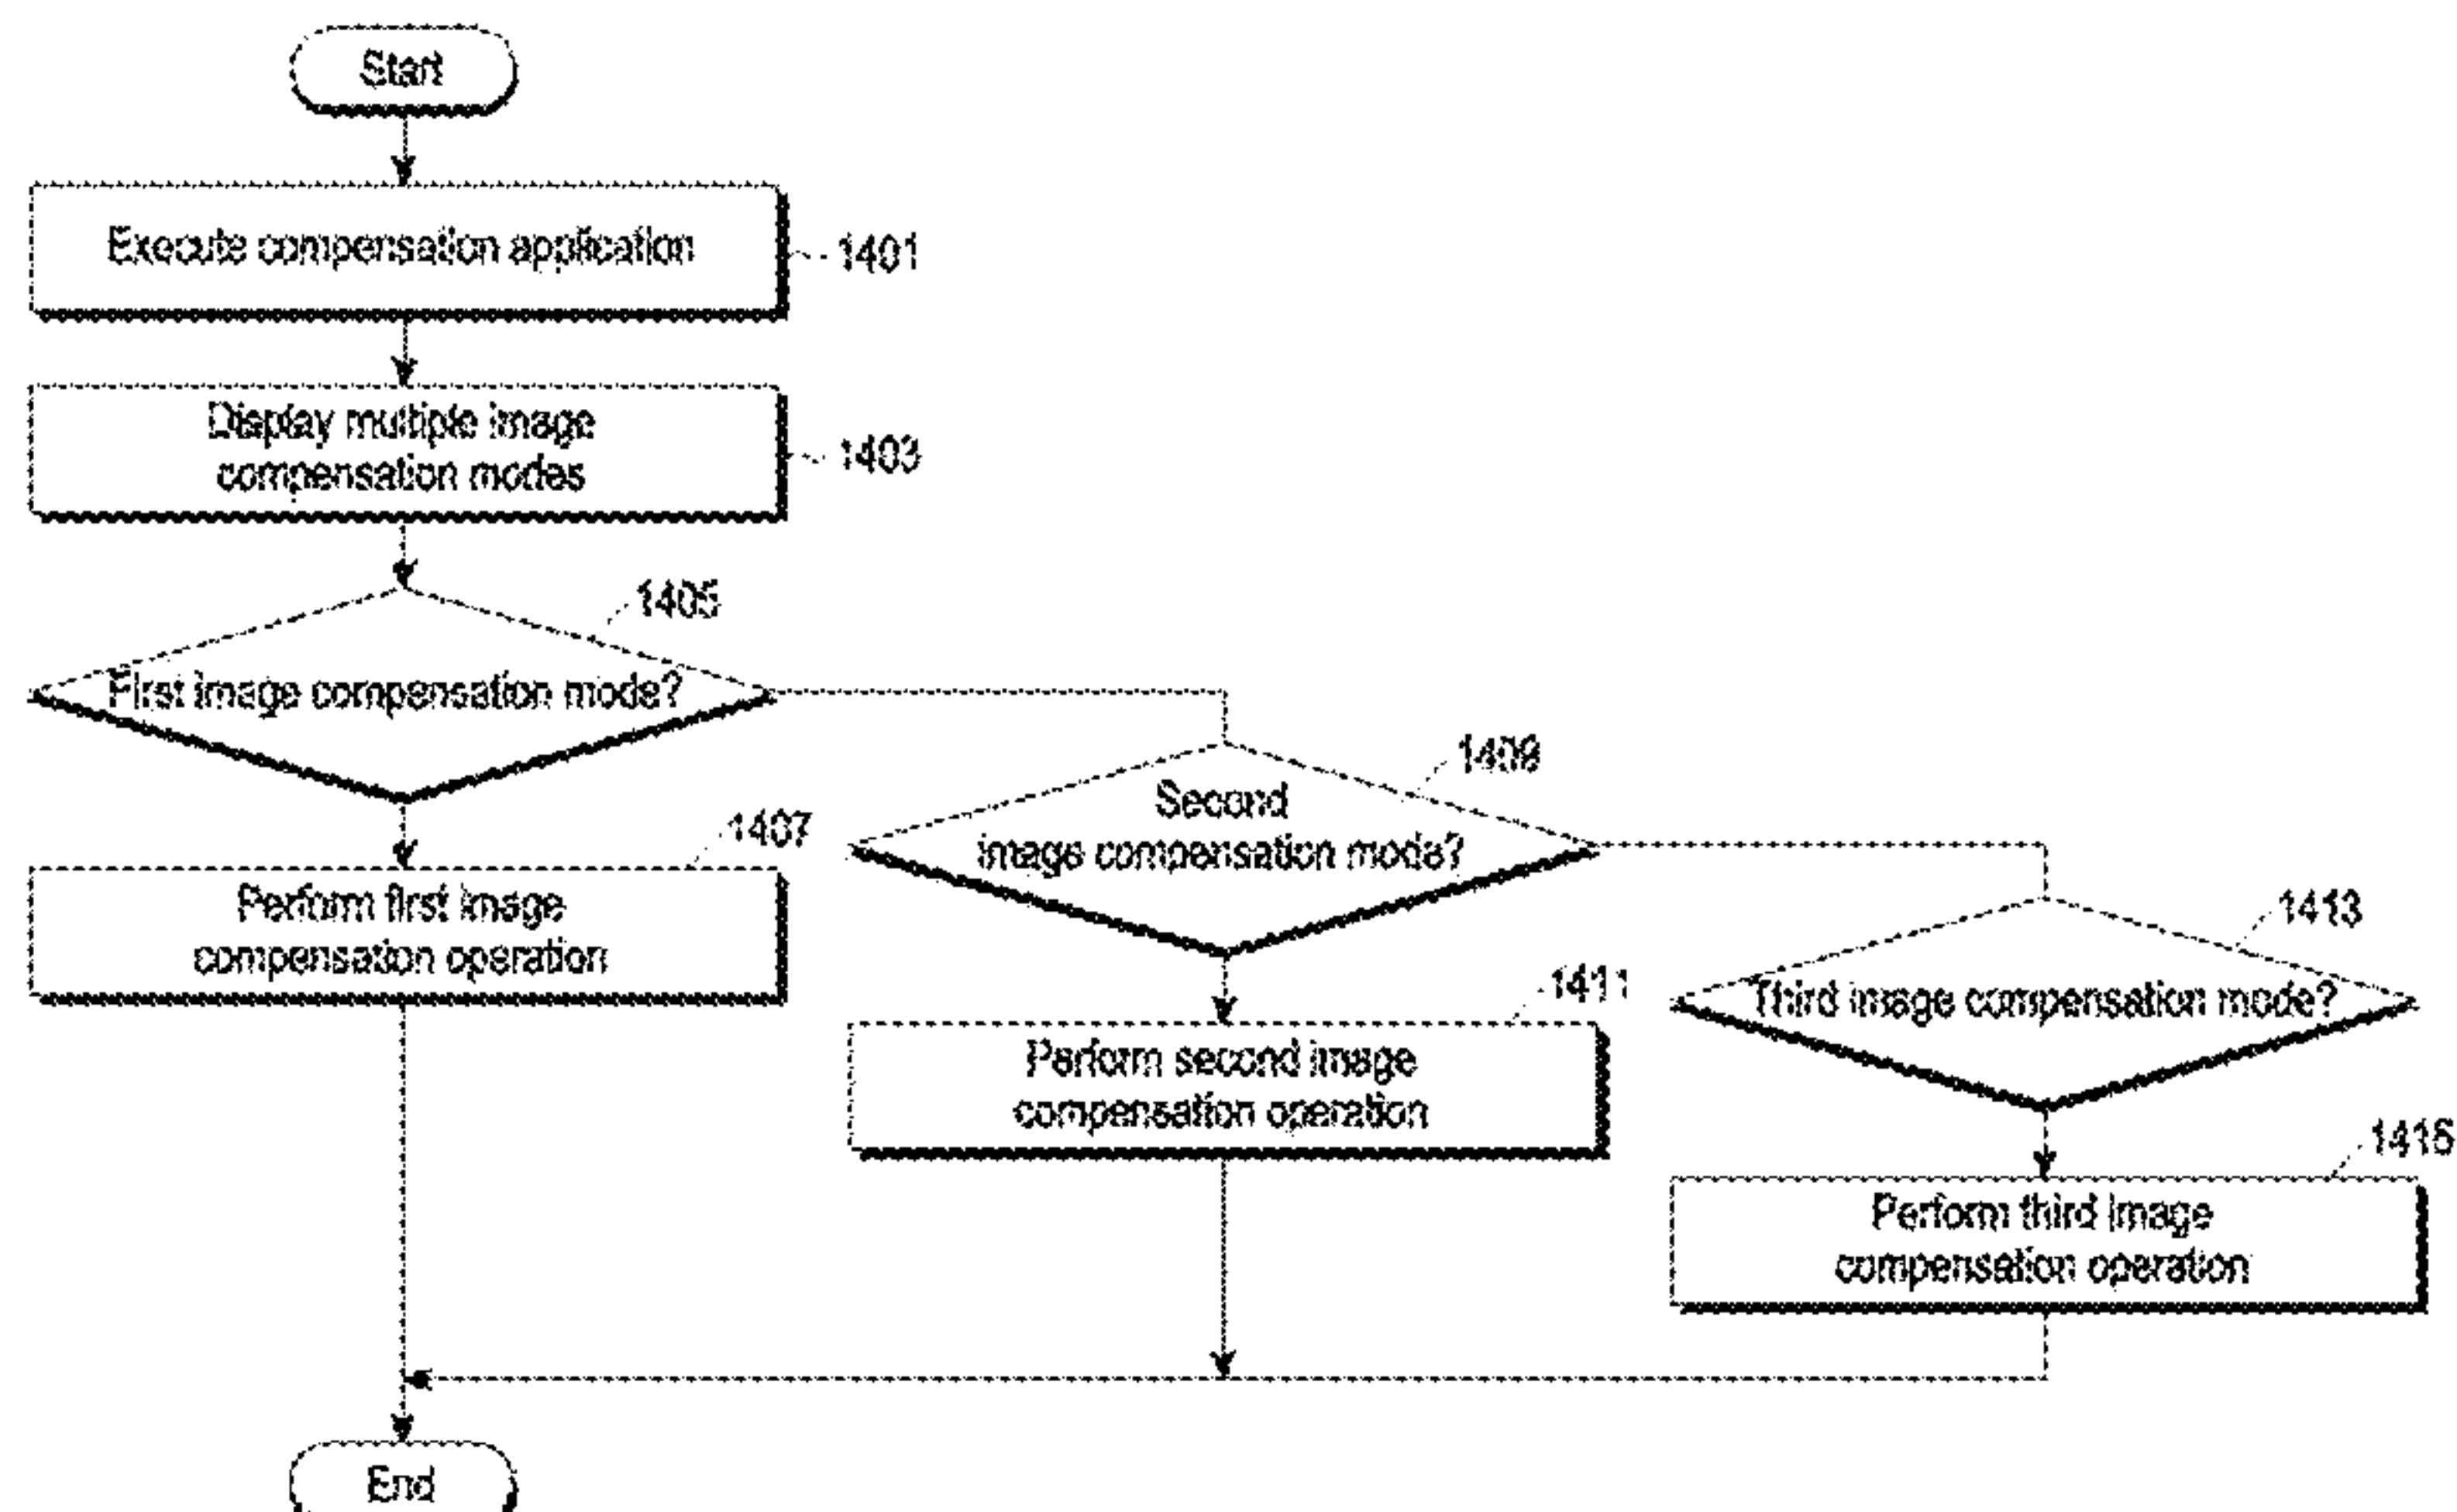 Start
Execute compensation application
1401
Display multiple image
compensation modes
1403
1405
First image compensation mode?
1407
Perform first image
compensation operation
1409
Second
image compensation mode?
1411
Perform second image
compensation operation
1413
Third image compensation mode?
1415
Perform third image
compensation operation
End